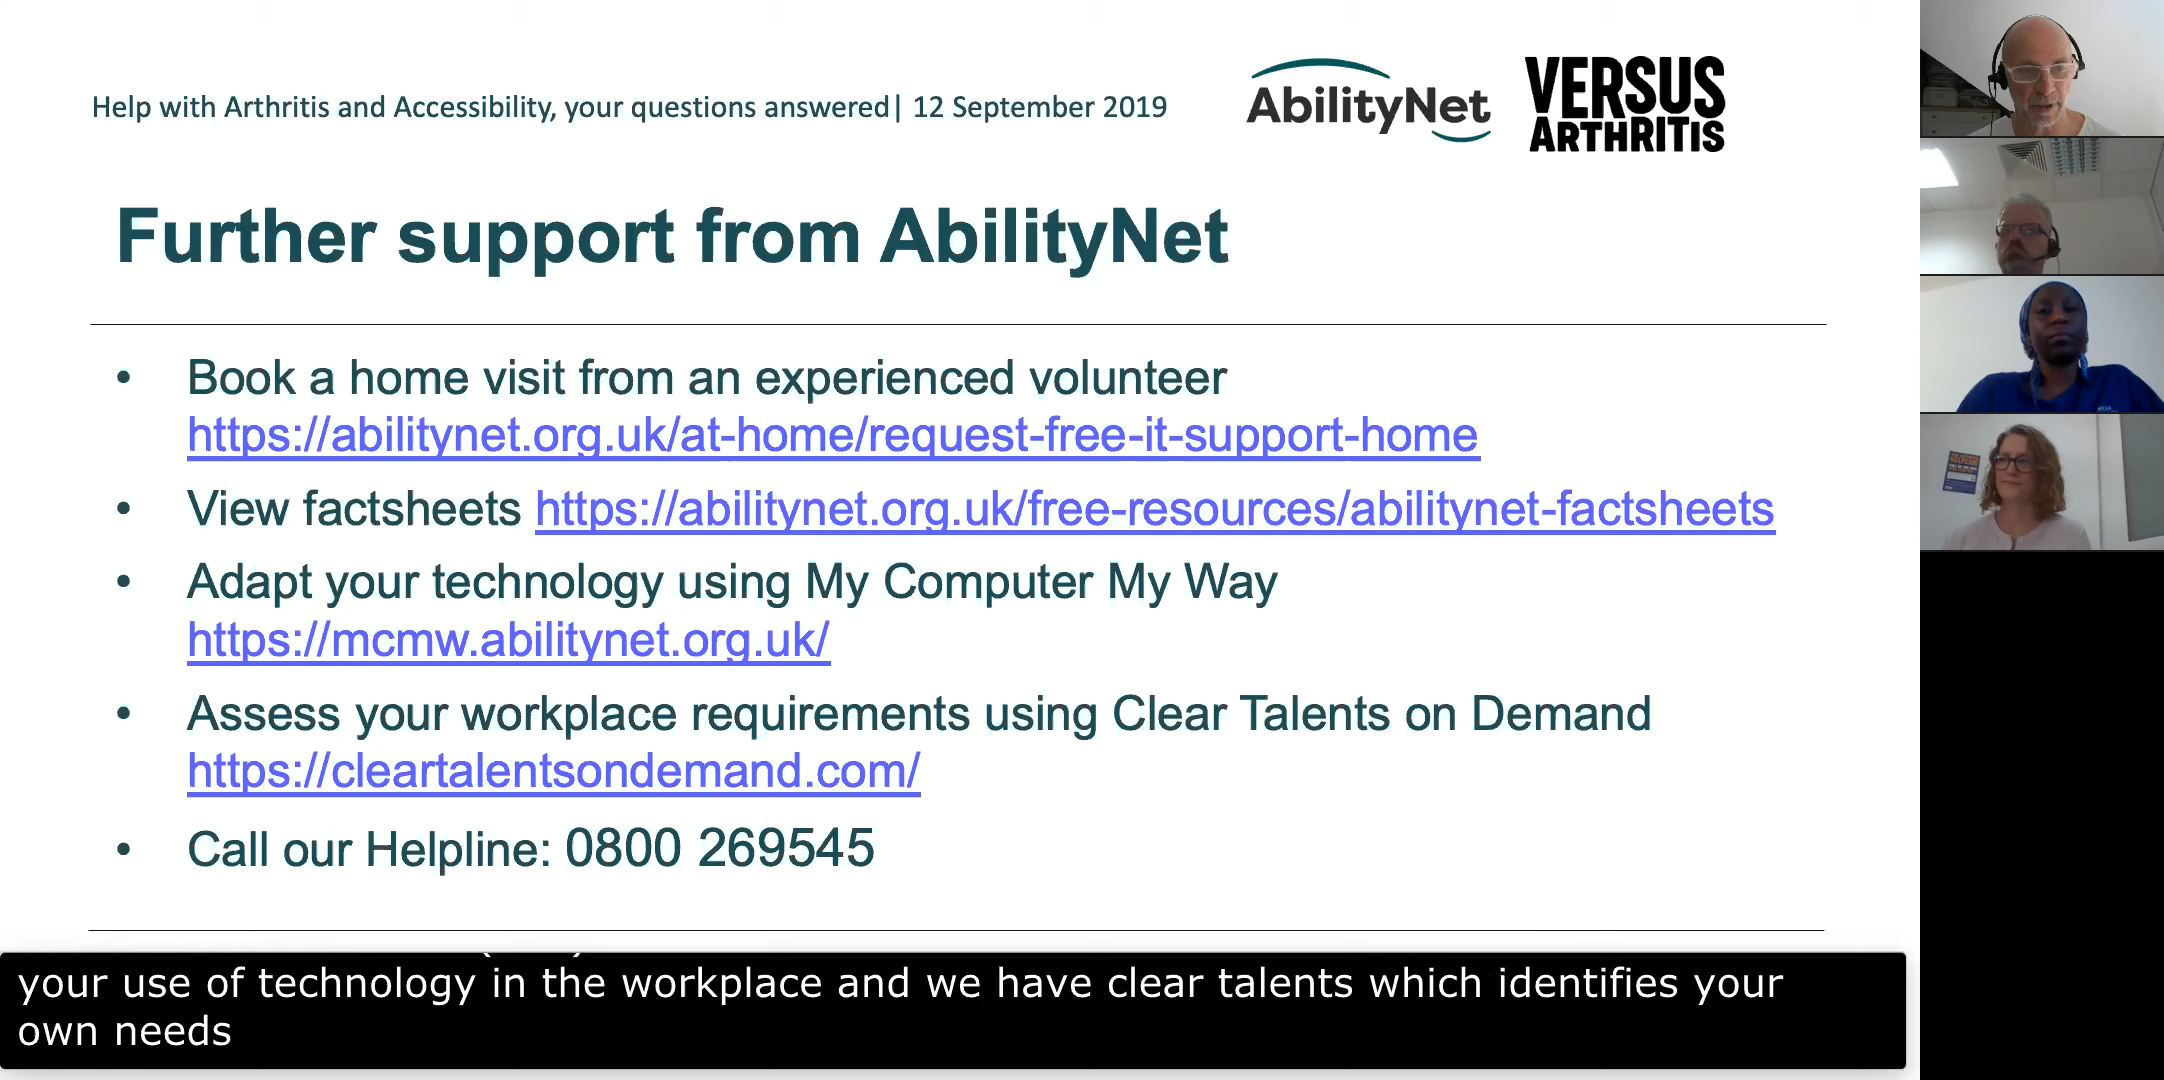 Help with Arthritis and Accessibility, your questions answered| 12 September 2019
AbilityNet
VERSUS
ARTHRITIS
Further support from AbilityNet
• Book a home visit from an experienced volunteer
https://abilitynet.org.uk/at-home/request-free-it-support-home
• View factsheets https://abilitynet.org.uk/free-resources/abilitynet-factsheets
• Adapt your technology using My Computer My Way
https://mcmw.abilitynet.org.uk/
• Assess your workplace requirements using Clear Talents on Demand
https://cleartalentsondemand.com/
• Call our Helpline: 0800 269545
your use of technology in the workplace and we have clear talents which identifies your
own needs